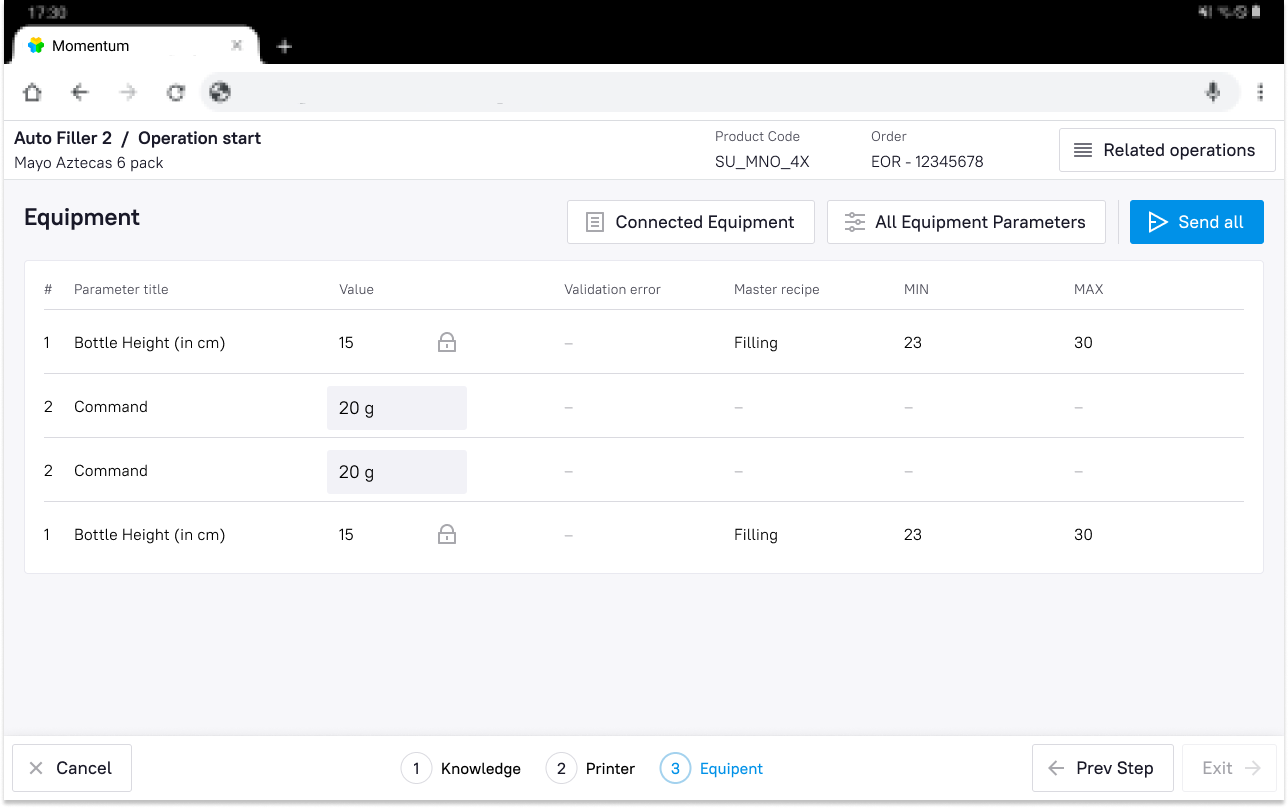 17:30
Momentum
Auto Filler 2 / Operation start
Mayo Aztecas 6 pack
Product Code
SU_MNO_4X
Order
EOR - 12345678
Related operations
Equipment
Connected Equipment
All Equipment Parameters
Send all
# Parameter title Value Validation error Master recipe MIN MAX
1 Bottle Height (in cm) 15 – Filling 23 30
2 Command 20 g – – – –
2 Command 20 g – – – –
1 Bottle Height (in cm) 15 – Filling 23 30
Cancel
1 Knowledge
2 Printer
3 Equipent
Prev Step
Exit